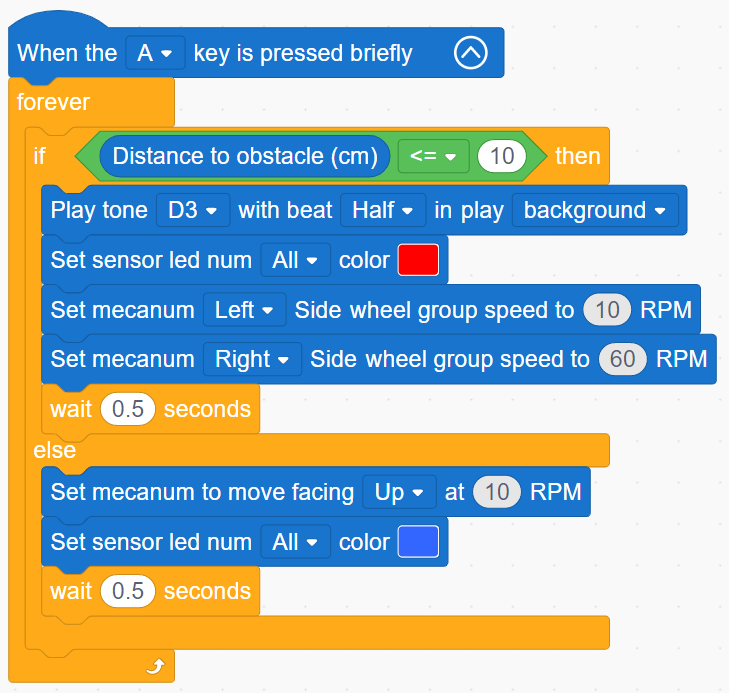 When the A key is pressed briefly
forever
if Distance to obstacle (cm) <= 10 then
Play tone D3 with beat Half in play background
Set sensor led num All color
Set mecanum Left Side wheel group speed to 10 RPM
Set mecanum Right Side wheel group speed to 60 RPM
wait 0.5 seconds
else
Set mecanum to move facing Up at 10 RPM
Set sensor led num All color
wait 0.5 seconds